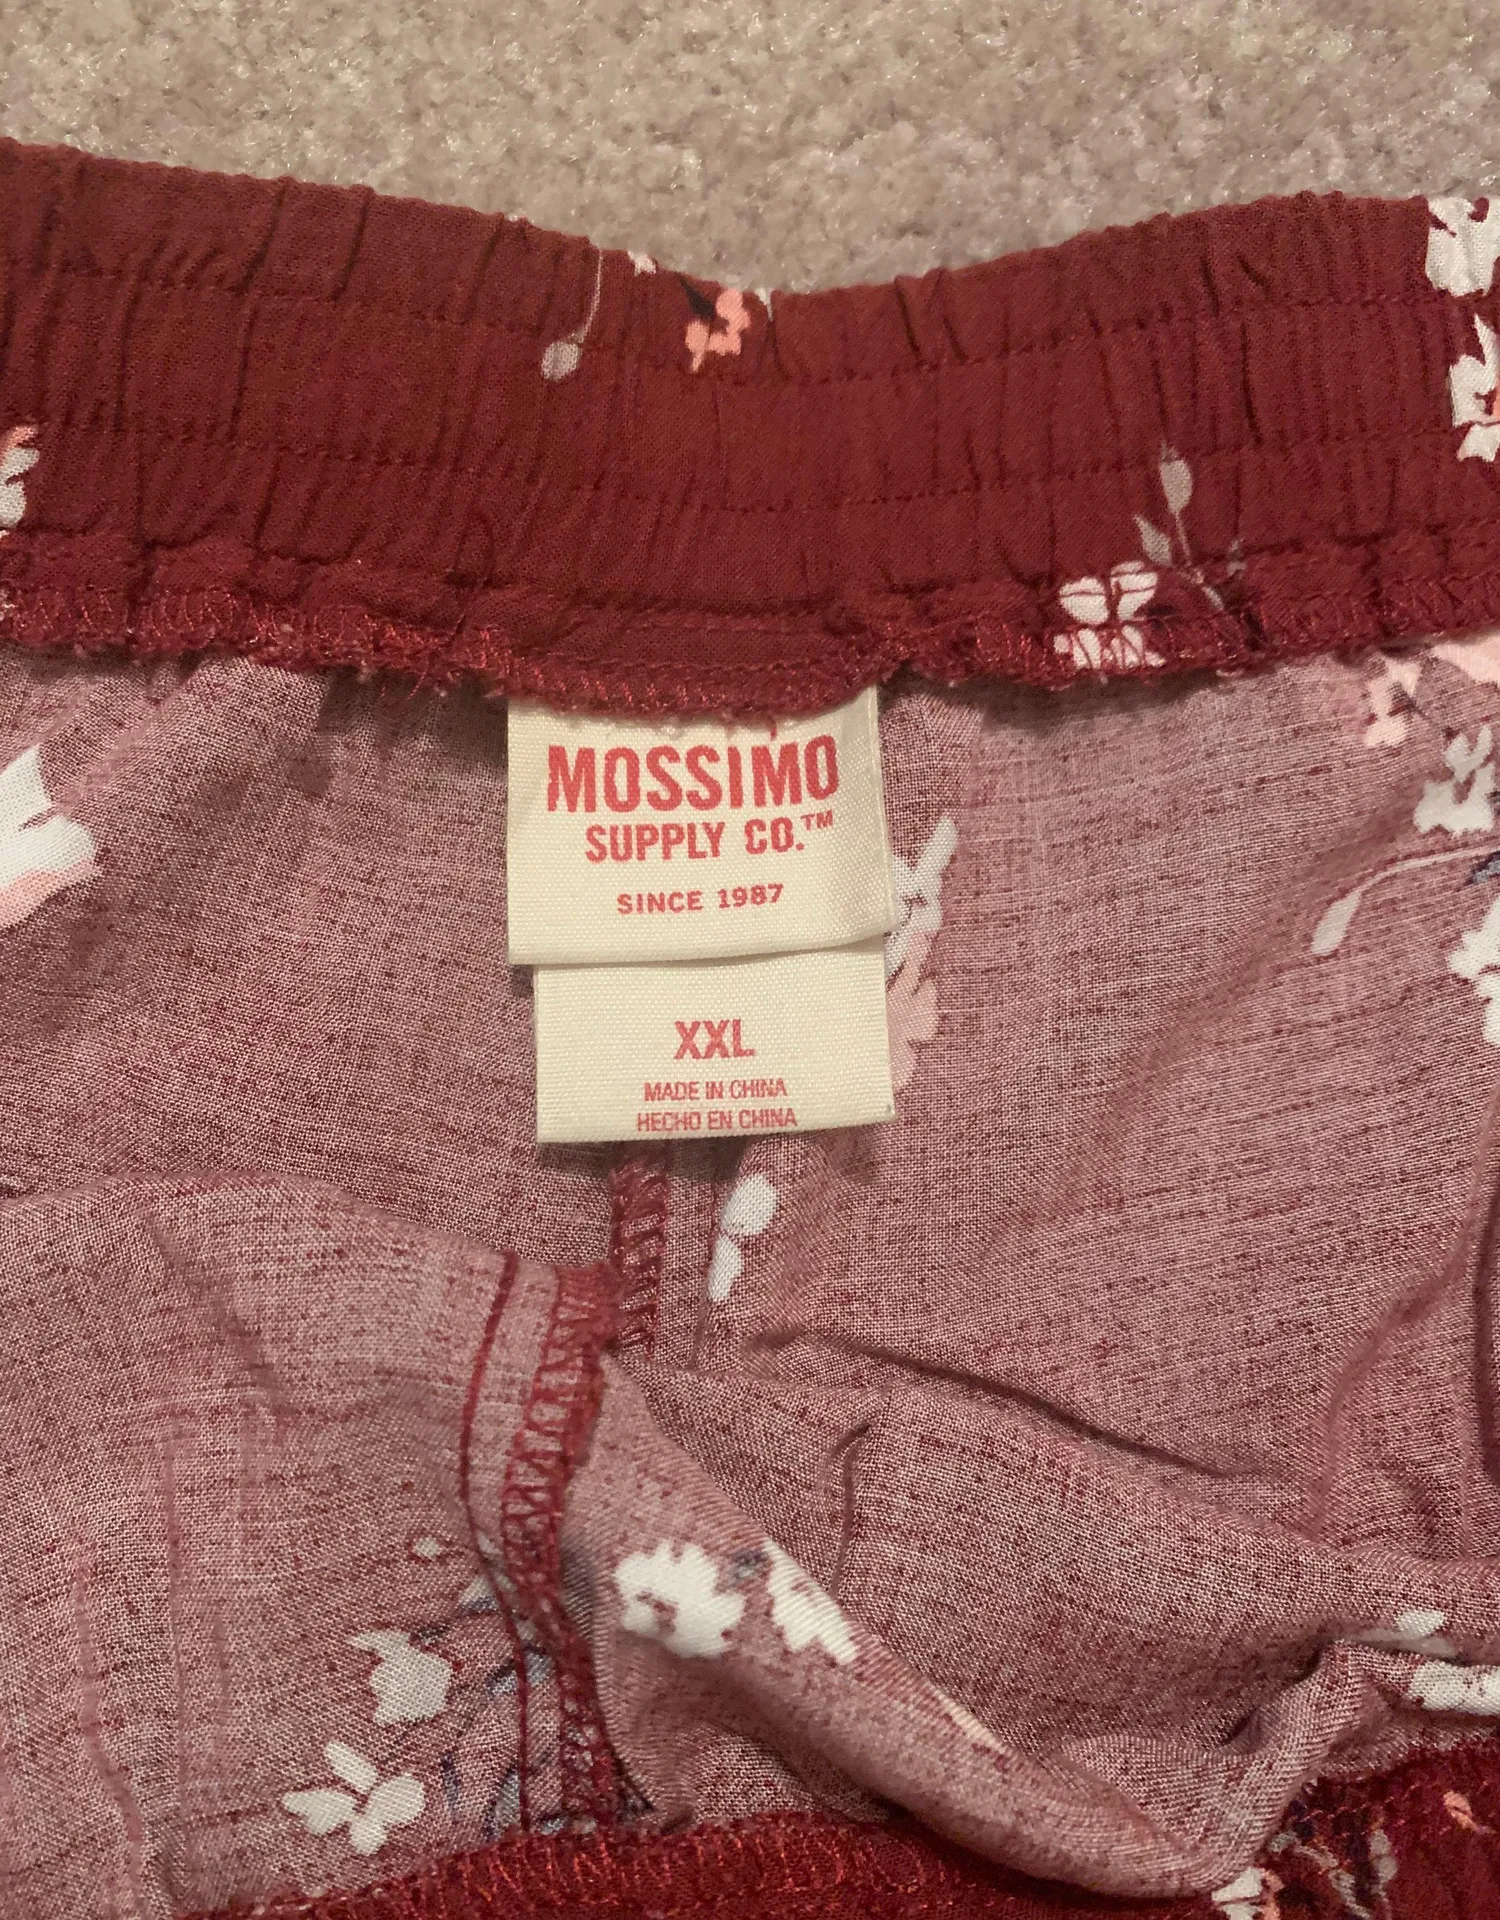 MOSSIMO
SUPPLY CO.™
SINCE 1987
XXL
MADE IN CHINA
HECHO EN CHINA